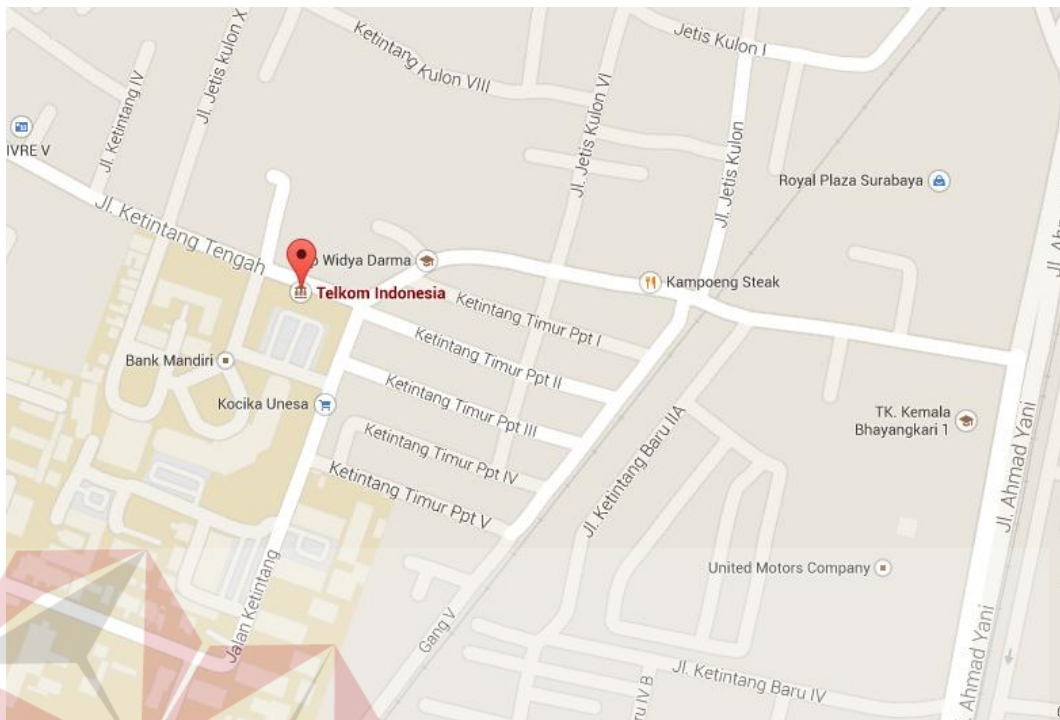 Jl. Jetis kulon X
Ketintang Kulon VIII
Jetis Kulon I
Jl. Ketintang IV
IVRE V
Jl. Jetis Kulon VI
Jl. Jetis Kulon
Royal Plaza Surabaya
Jl. Ketintang Tengah
Widya Darma
Telkom Indonesia
Kampoeng Steak
Ketintang Timur Ppt I
Ketintang Timur Ppt II
Bank Mandiri
Kocika Unesa
Ketintang Timur Ppt III
Ketintang Timur Ppt IV
Ketintang Timur Ppt V
Jl. Ketintang Baru IIA
TK. Kemala
Bhayangkari 1
Jl. Ahmad Yani
United Motors Company
Jalan Ketintang
Gang V
Jl. Ketintang Baru IV
ru IV B
Ahmad Yani